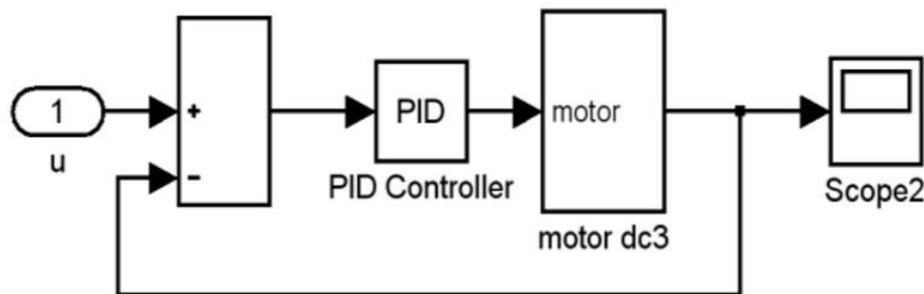 1
u
+
-
PID
PID Controller
motor
motor dc3
Scope2